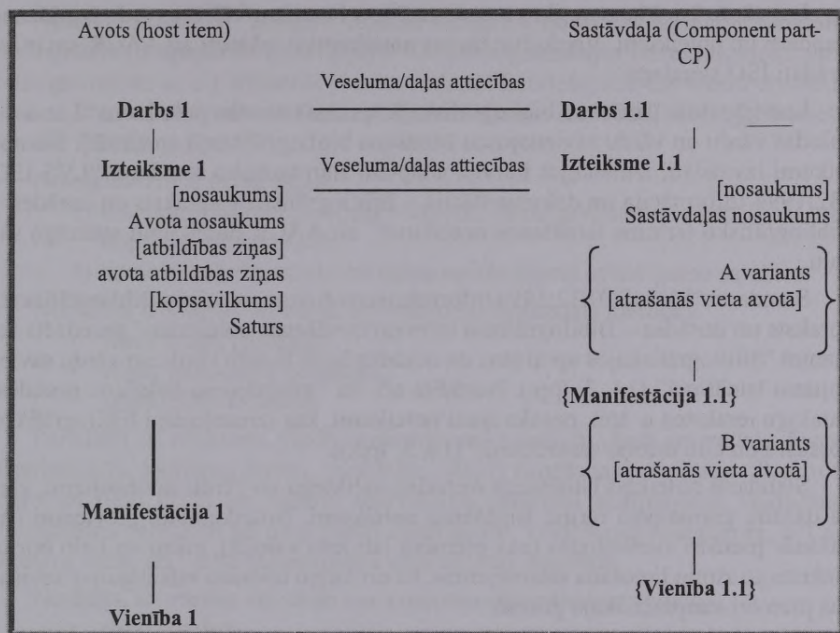 Avots (host item)
Sastāvdaļa (Component part-
CP)
Veseluma/daļas attiecības
Darbs 1
Darbs 1.1
Veseluma/daļas attiecības
Izteiksme 1
Izteiksme 1.1
[nosaukums]
Avota nosaukums
[atbildības ziņas]
avota atbildības ziņas
[kopsavilkums]
Saturs
[nosaukums]
Sastāvdaļas nosaukums
A variants
[atrašanās vieta avotā]
{Manifestācija 1.1}
B variants
[atrašanās vieta avotā]
Manifestācija 1
{Vienība 1.1}
Vienība 1